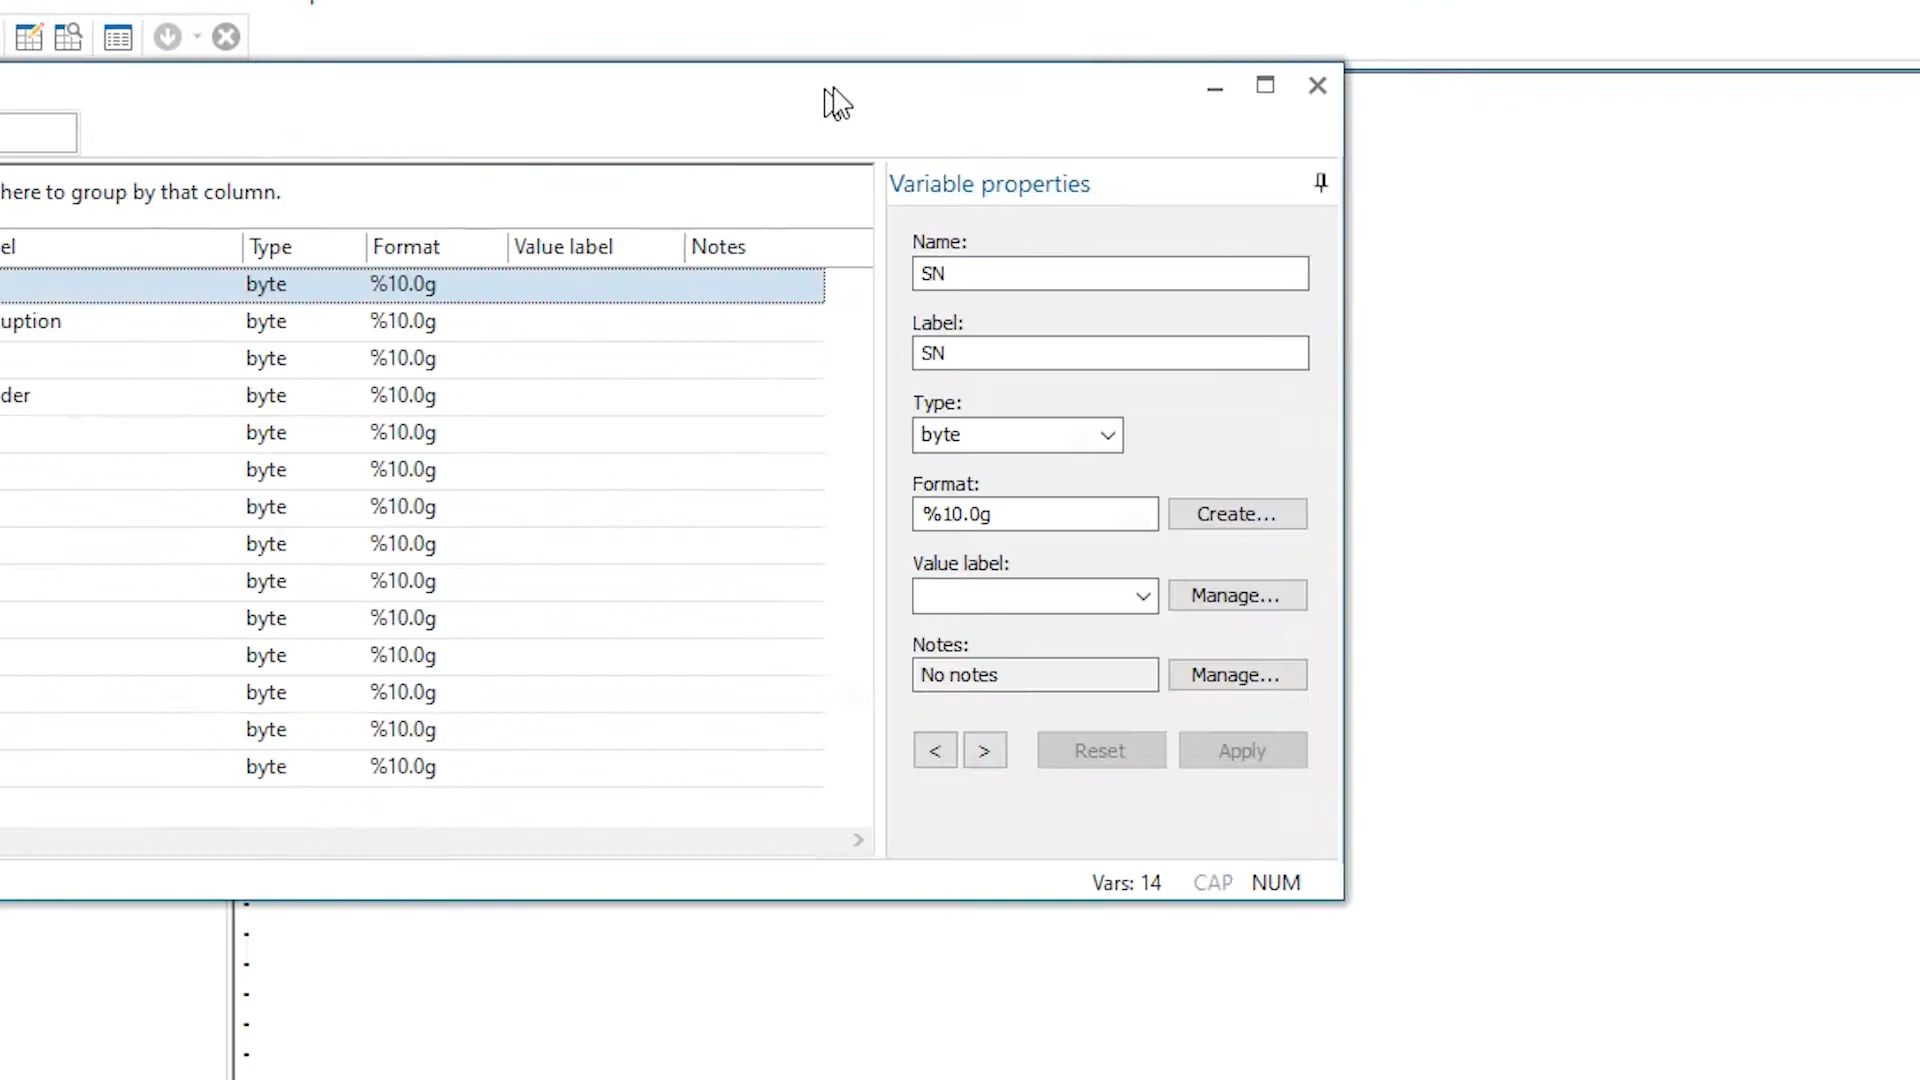 here to group by that column.
el Type Format Value label Notes
byte %10.0g
uption byte %10.0g
byte %10.0g
der byte %10.0g
byte %10.0g
byte %10.0g
byte %10.0g
byte %10.0g
byte %10.0g
byte %10.0g
byte %10.0g
byte %10.0g
byte %10.0g
byte %10.0g
Variable properties
Name:
SN
Label:
SN
Type:
byte
Format:
%10.0g Create...
Value label:
Manage...
Notes:
No notes Manage...
< > Reset Apply
Vars: 14 CAP NUM